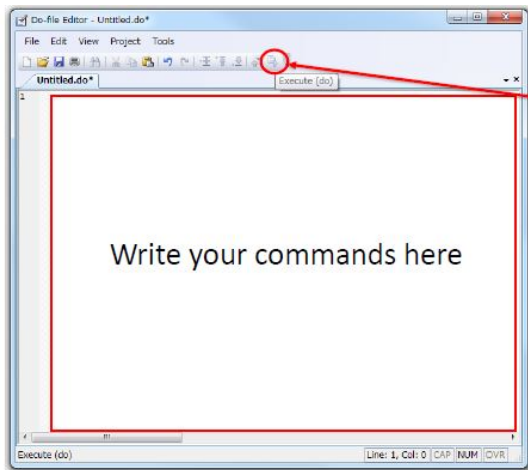 Do-file Editor - Untitled.do*
File Edit View Project Tools
Untitled.do*
Execute (do)
1
Write your commands here
Execute (do) Line: 1, Col: 0 CAP NUM OVR